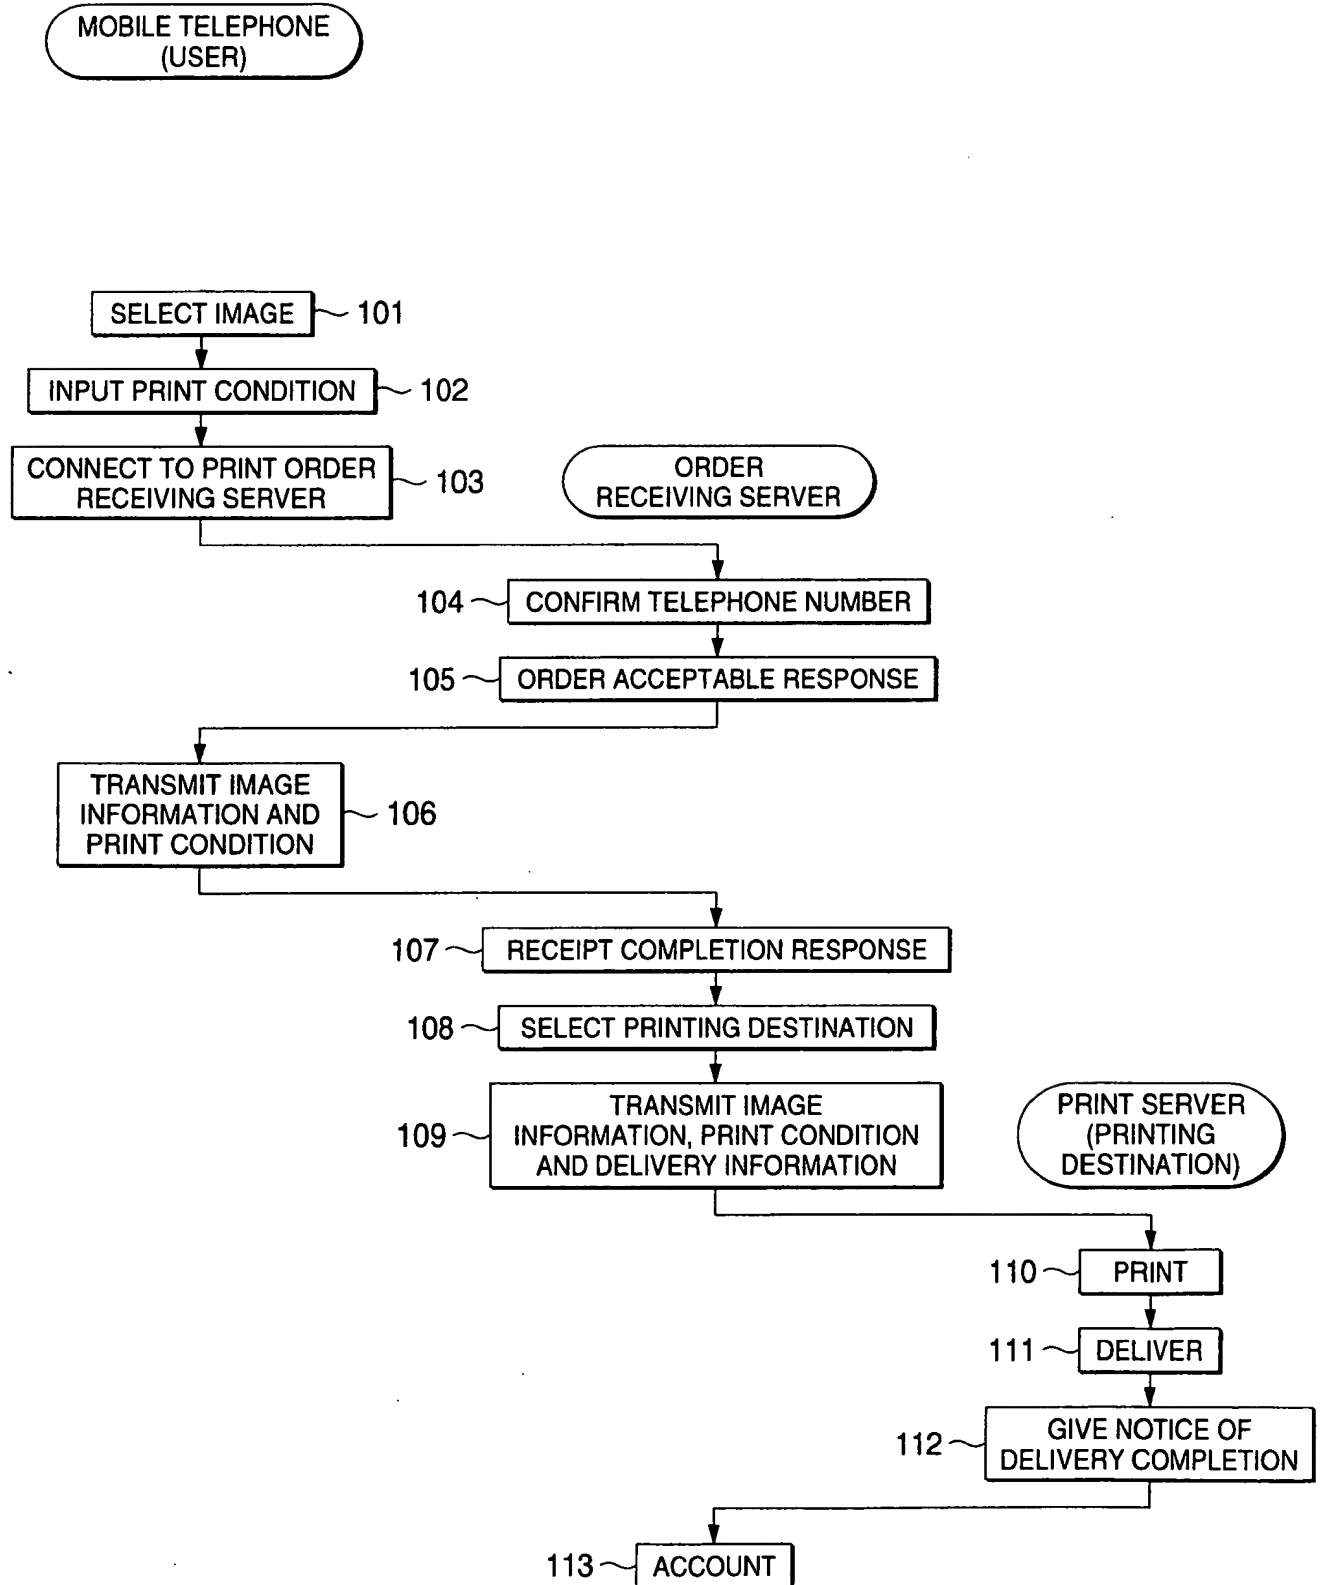 MOBILE TELEPHONE
(USER)
SELECT IMAGE
101
INPUT PRINT CONDITION
102
CONNECT TO PRINT ORDER
RECEIVING SERVER
103
ORDER
RECEIVING SERVER
104
CONFIRM TELEPHONE NUMBER
105
ORDER ACCEPTABLE RESPONSE
TRANSMIT IMAGE
INFORMATION AND
PRINT CONDITION
106
107
RECEIPT COMPLETION RESPONSE
108
SELECT PRINTING DESTINATION
109
TRANSMIT IMAGE
INFORMATION, PRINT CONDITION
AND DELIVERY INFORMATION
PRINT SERVER
(PRINTING
DESTINATION)
110
PRINT
111
DELIVER
112
GIVE NOTICE OF
DELIVERY COMPLETION
113
ACCOUNT